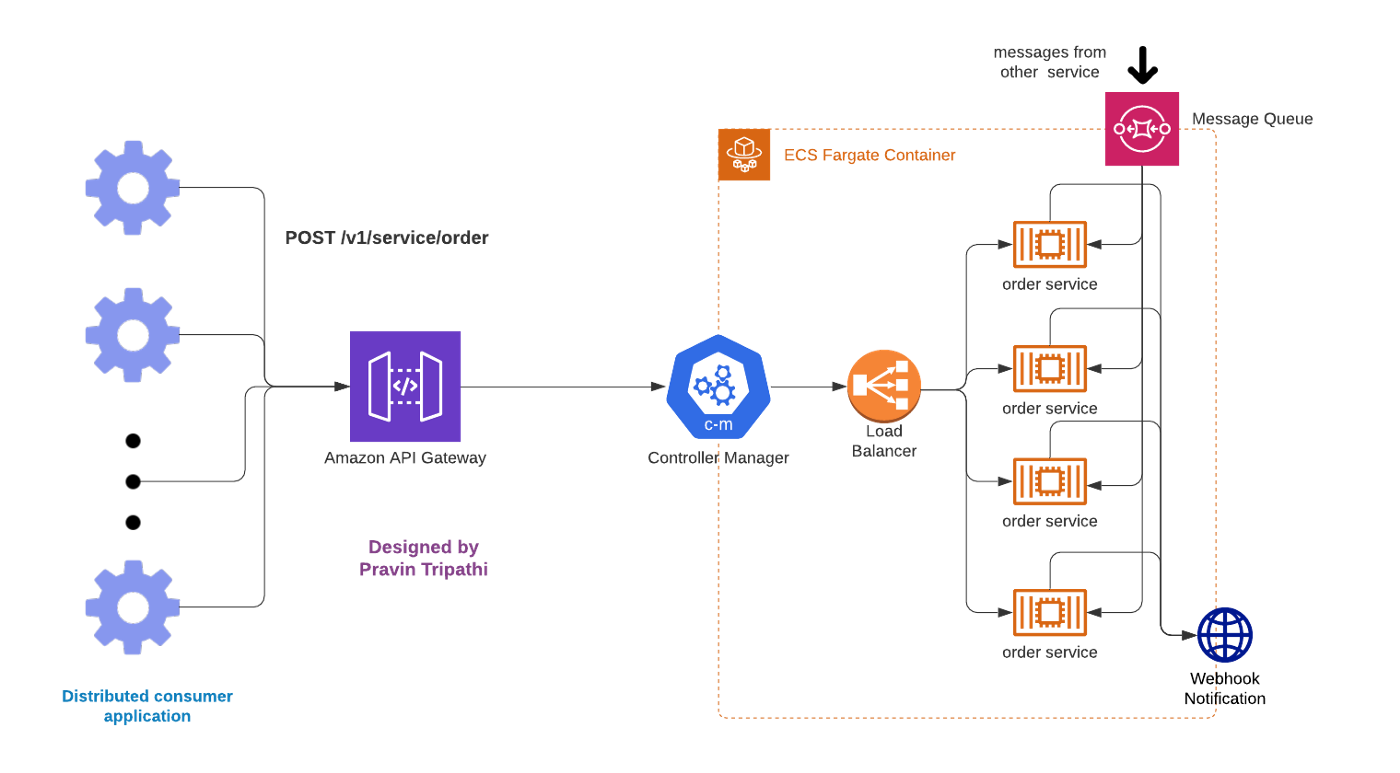 messages from
other service
Message Queue
ECS Fargate Container
POST /v1/service/order
order service
order service
c-m
Load
Balancer
Amazon API Gateway
Controller Manager
order service
Designed by
Pravin Tripathi
order service
Webhook
Notification
Distributed consumer
application